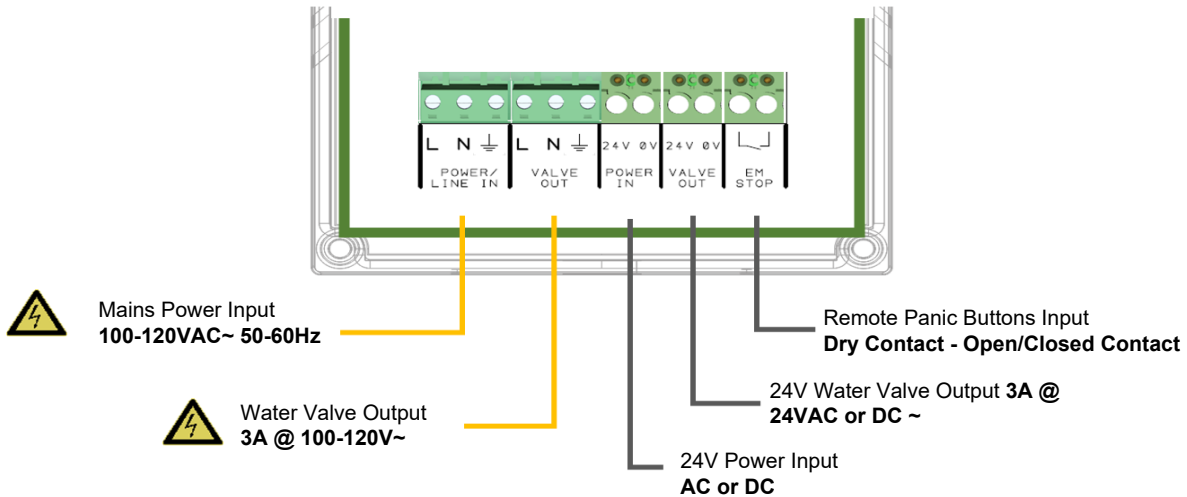 L N L N 24V 0V 24V 0V
POWER/ VALVE POWER VALVE EM
LINE IN OUT IN OUT STOP
Mains Power Input
100-120VAC~ 50-60Hz
Remote Panic Buttons Input
Dry Contact - Open/Closed Contact
24V Water Valve Output 3A @
24VAC or DC ~
Water Valve Output
3A @ 100-120V~
24V Power Input
AC or DC